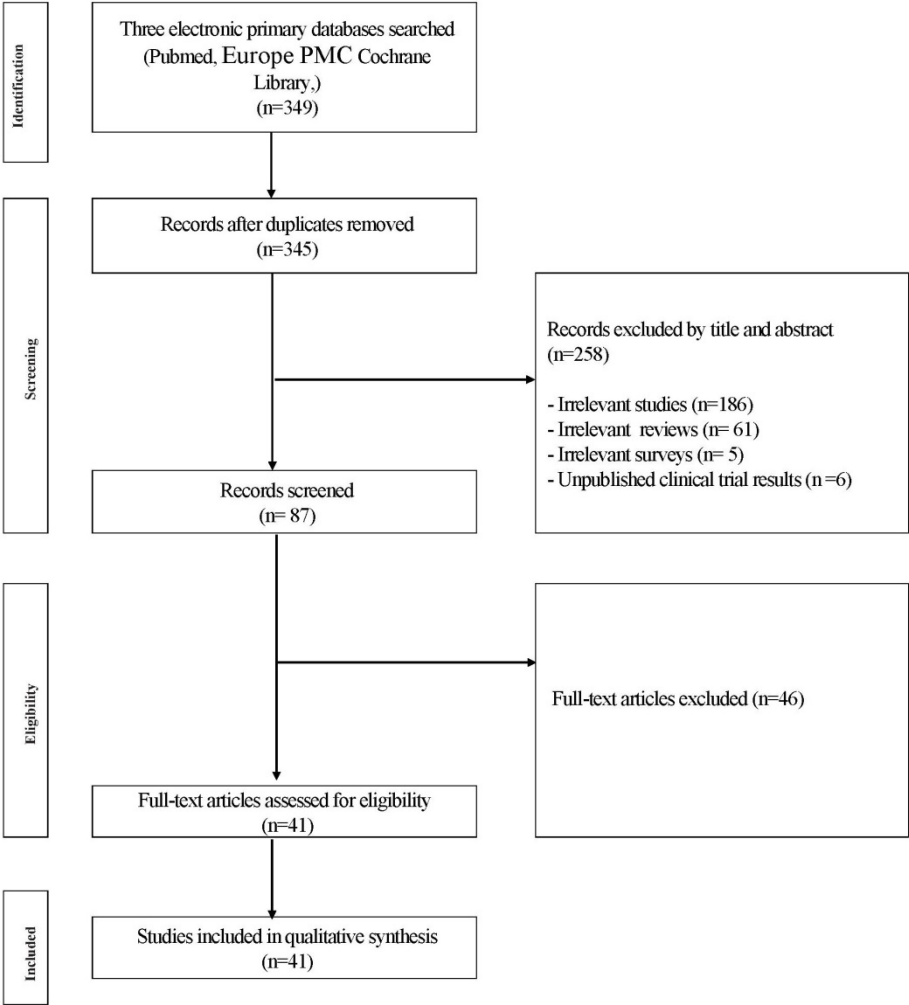 Identification
Three electronic primary databases searched
(Pubmed, Europe PMC Cochrane
Library,)
(n=349)
Screening
Records after duplicates removed
(n=345)
Records excluded by title and abstract
(n=258)
- Irrelevant studies (n=186)
- Irrelevant reviews (n= 61)
- Irrelevant surveys (n= 5)
- Unpublished clinical trial results (n =6)
Records screened
(n= 87)
Eligibility
Full-text articles excluded (n=46)
Full-text articles assessed for eligibility
(n=41)
Included
Studies included in qualitative synthesis
(n=41)